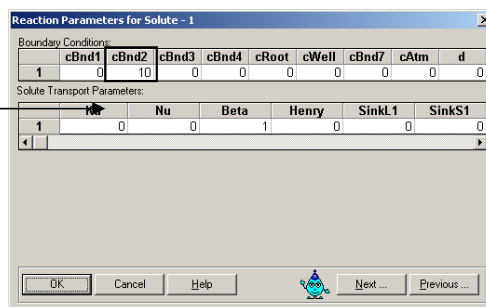 Reaction Parameters for Solute - 1
Boundary Conditions:
cBnd1 cBnd2 cBnd3 cBnd4 cRoot cWell cBnd7 cAtm d
1 0 10 0 0 0 0 0 0 0
Solute Transport Parameters:
Nu Beta Henry SinkL1 SinkS1
1 0 0 1 0 0 0
OK Cancel Help Next ... Previous ...